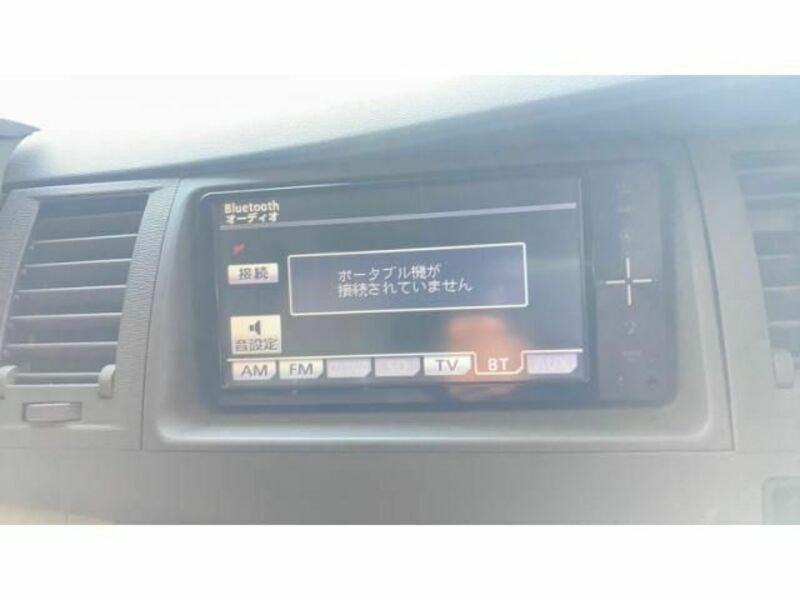 Bluetooth
オーディオ
接続
ポータブル機が
接続されていません
音設定
AM FM TV BT